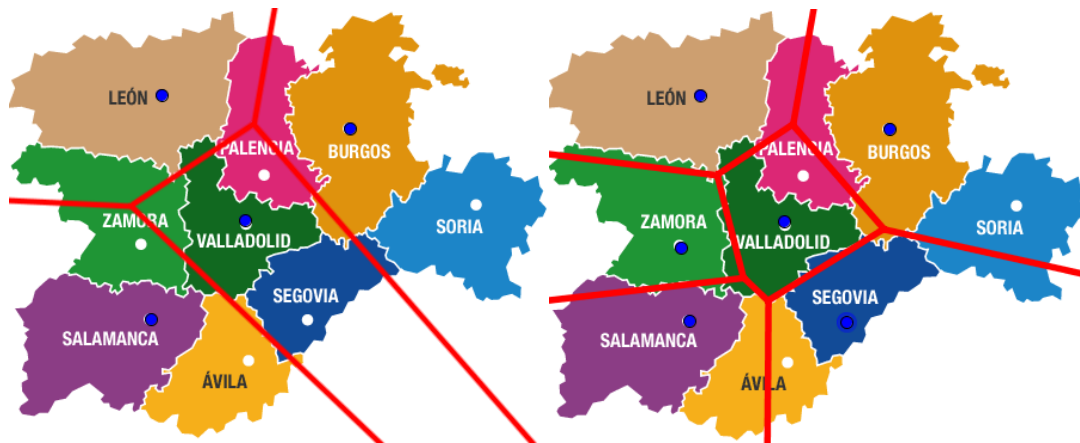 LEÓN
PALENCIA
BURGOS
ZAMORA
VALLADOLID
SORIA
SEGOVIA
SALAMANCA
ÁVILA
LEÓN
PALENCIA
BURGOS
ZAMORA
VALLADOLID
SORIA
SEGOVIA
SALAMANCA
ÁVILA